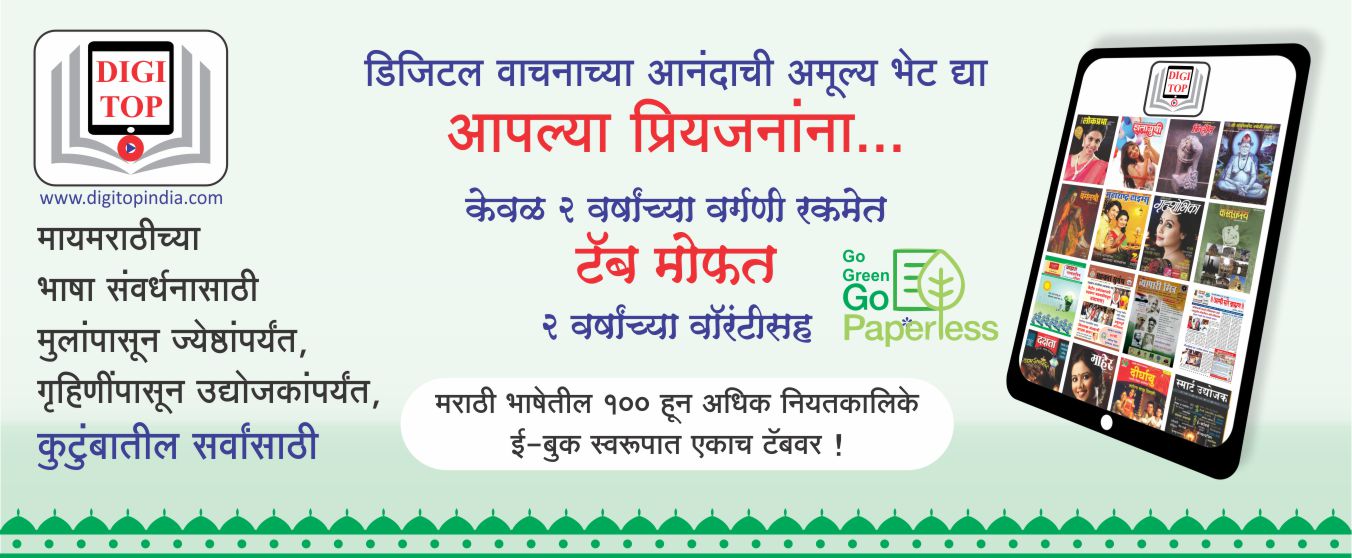 DIGI
TOP
www.digitopindia.com
मायमराठीच्या
भाषा संवर्धनासाठी
मुलांपासून ज्येष्ठांपर्यंत,
गृहिणींपासून उद्योजकांपर्यंत,
कुटुंबातील सर्वांसाठी
डिजिटल वाचनाच्या आनंदाची अमूल्य भेट द्या
आपल्या प्रियजनांना...
केवळ २ वर्षांच्या वर्गणी रकमेत
टॅब मोफत
२ वर्षांच्या वॉरंटीसह
Go
Green
Go
Paperless
मराठी भाषेतील १०० हून अधिक नियतकालिके
ई-बुक स्वरूपात एकाच टॅबवर !
DIGI
TOP
लोकप्रभा
व्यापारी मित्र
दक्षता
माहेर
स्मार्ट उद्योजक